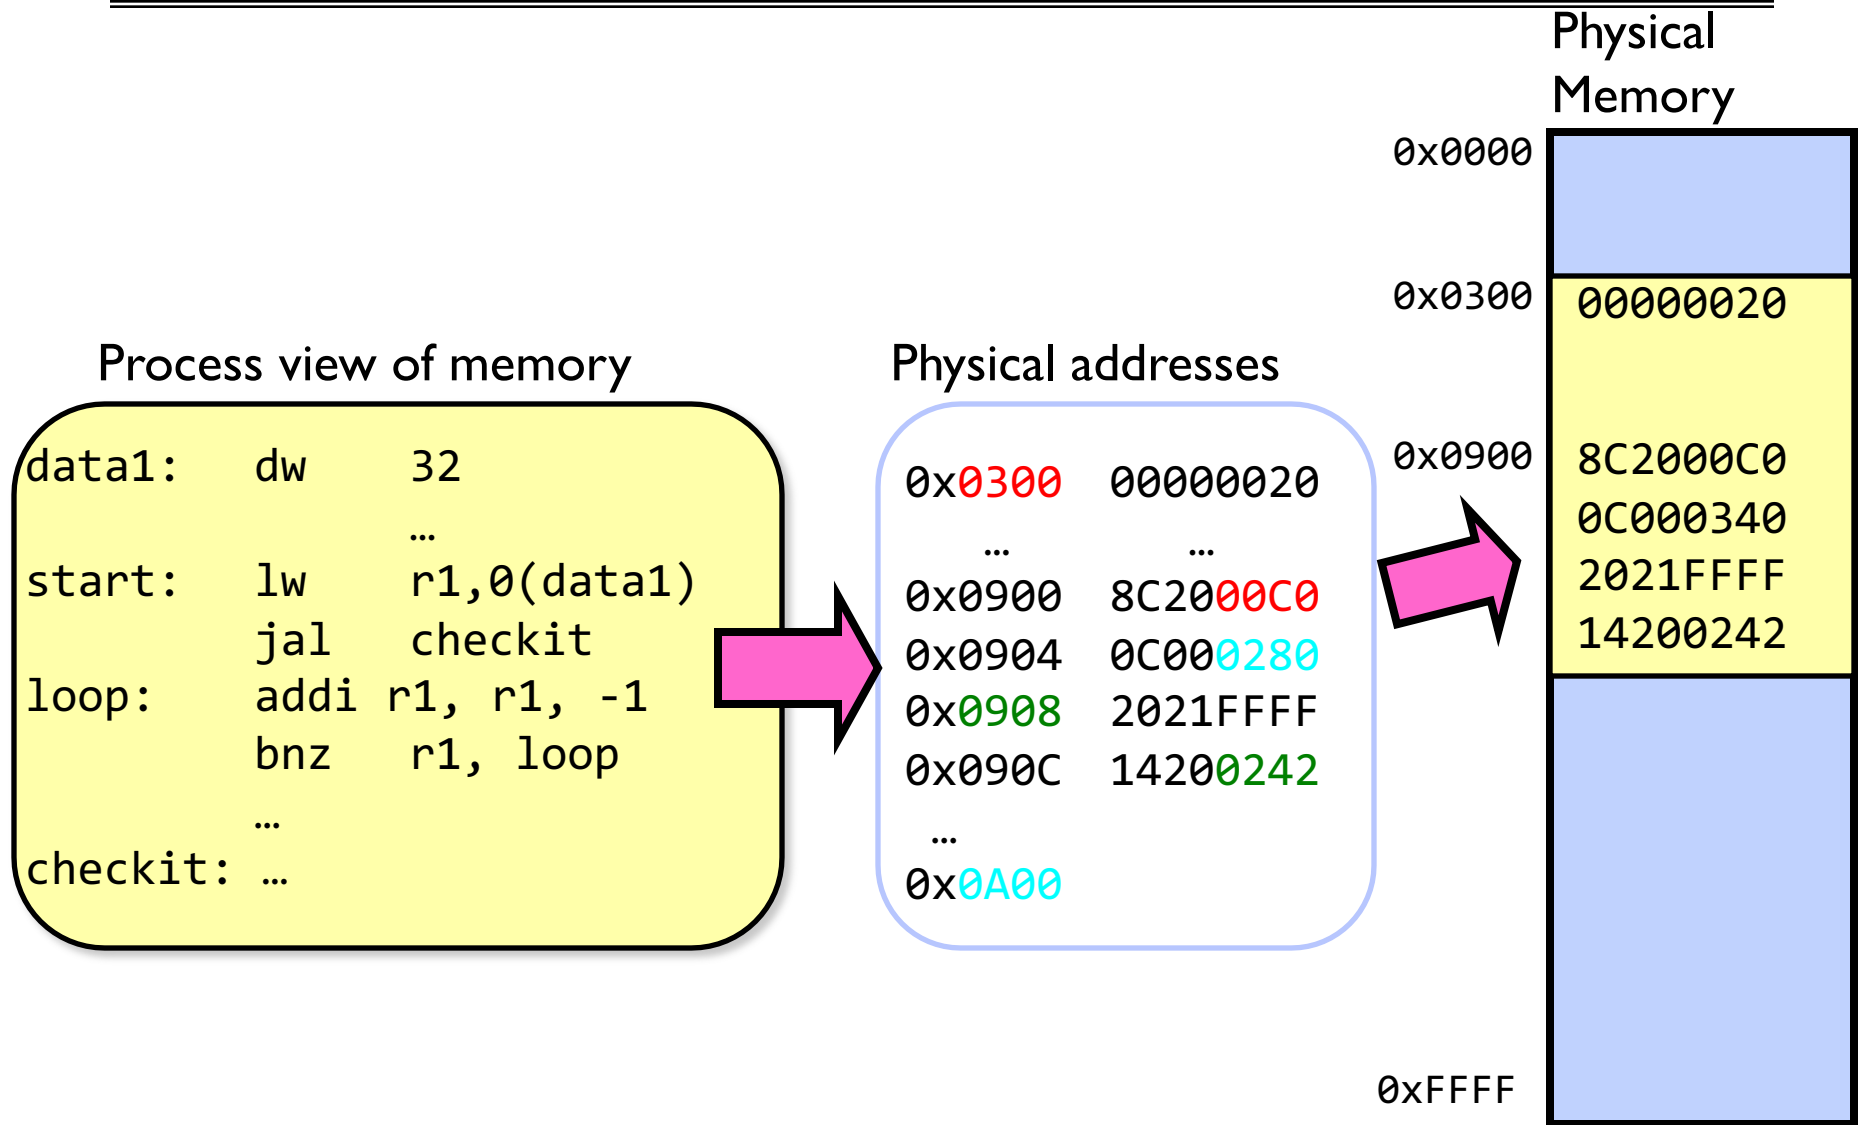 Physical
Memory
0x0000
0x0300 00000020
0x0900 8C2000C0
0C000340
2021FFFF
14200242
0xFFFF
Process view of memory
data1: dw 32
…
start: lw r1,0(data1)
jal checkit
loop: addi r1, r1, -1
bnz r1, loop
…
checkit: …
Physical addresses
0x0300 00000020
… …
0x0900 8C2000C0
0x0904 0C000280
0x0908 2021FFFF
0x090C 14200242
…
0x0A00